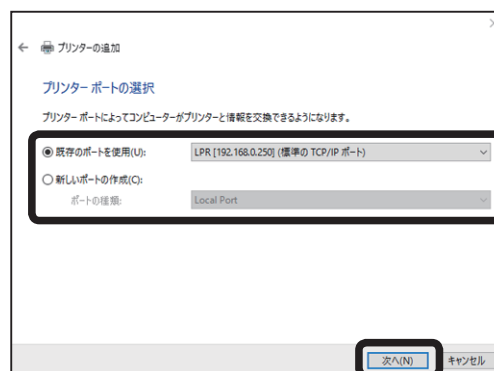 プリンターの追加
プリンター ポートの選択
プリンター ポートによってコンピューターがプリンターと情報を交換できるようになります。
既存のポートを使用(U): LPR [192.168.0.250] (標準の TCP/IP ポート)
新しいポートの作成(C):
ポートの種類: Local Port
次へ(N) キャンセル